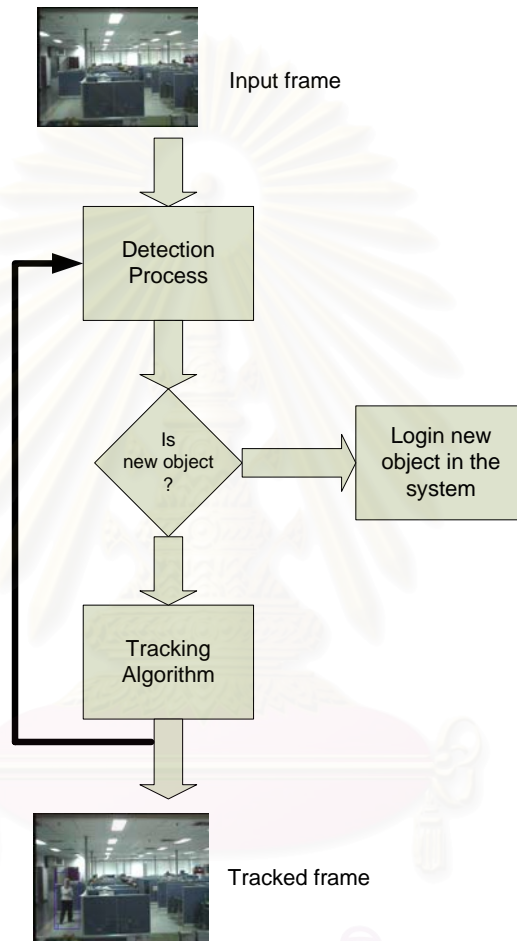 Input frame
Detection
Process
Is
new object
?
Login new
object in the
system
Tracking
Algorithm
Tracked frame